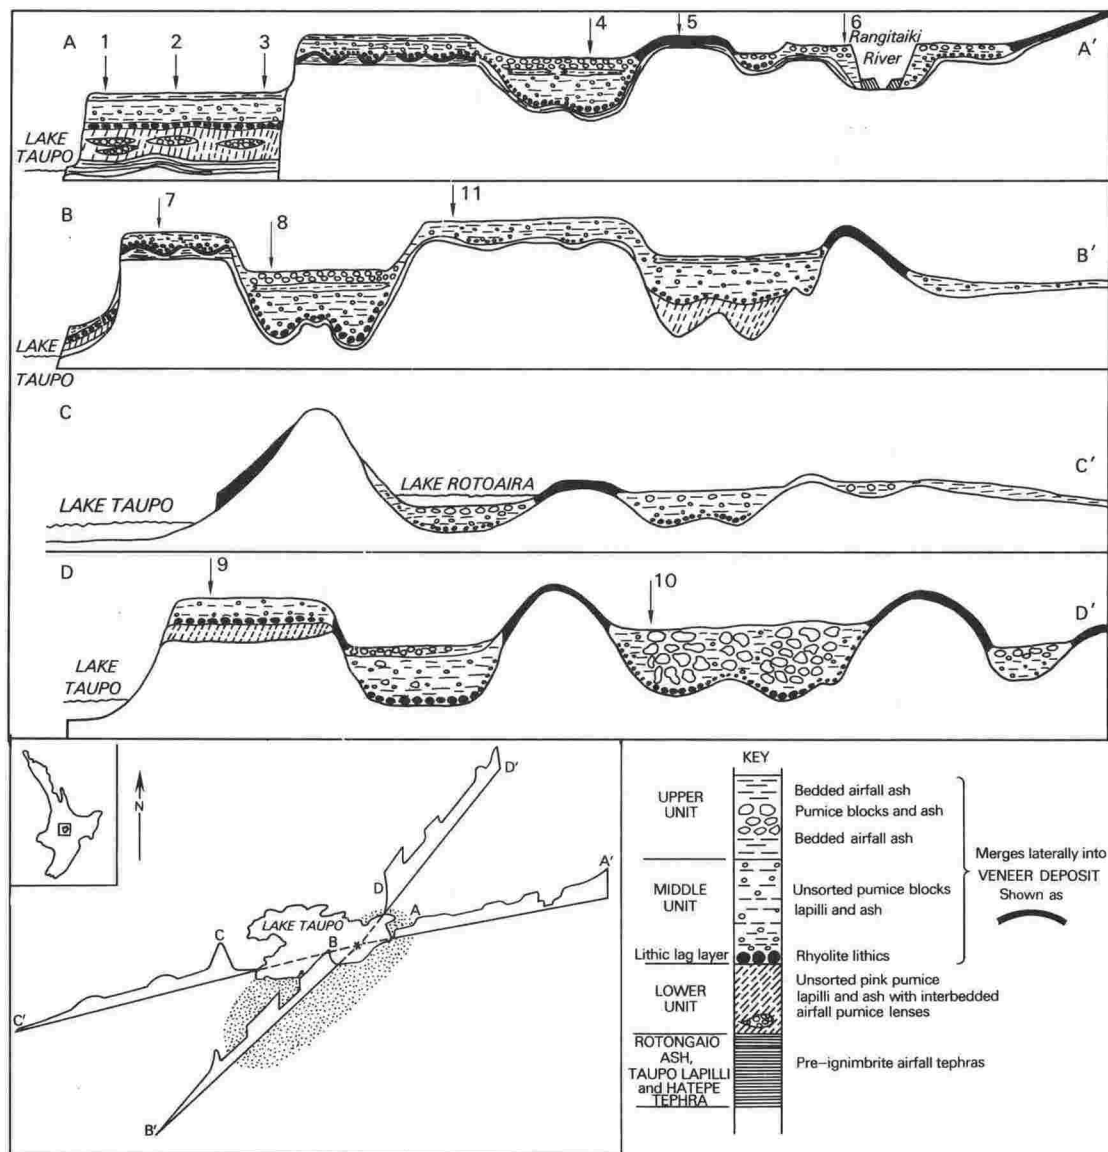 A
1
2
3
4
5
6
Rangitaiki
River
A'
LAKE
TAUPO
B
7
8
11
B'
LAKE
TAUPO
C
LAKE TAUPO
LAKE ROTOAIRA
C'
D
9
10
D'
LAKE
TAUPO
N
D'
A'
D
A
LAKE TAUPO
B
C
*
C'
B'
KEY
UPPER
UNIT
Bedded airfall ash
Pumice blocks and ash
Bedded airfall ash
MIDDLE
UNIT
Unsorted pumice blocks
lapilli and ash
Lithic lag layer
Rhyolite lithics
Merges laterally into
VENEER DEPOSIT
Shown as
LOWER
UNIT
Unsorted pink pumice
lapilli and ash with interbedded
airfall pumice lenses
ROTONGAIO
ASH,
TAUPO LAPILLI
and HATEPE
TEPHRA
Pre-ignimbrite airfall tephras